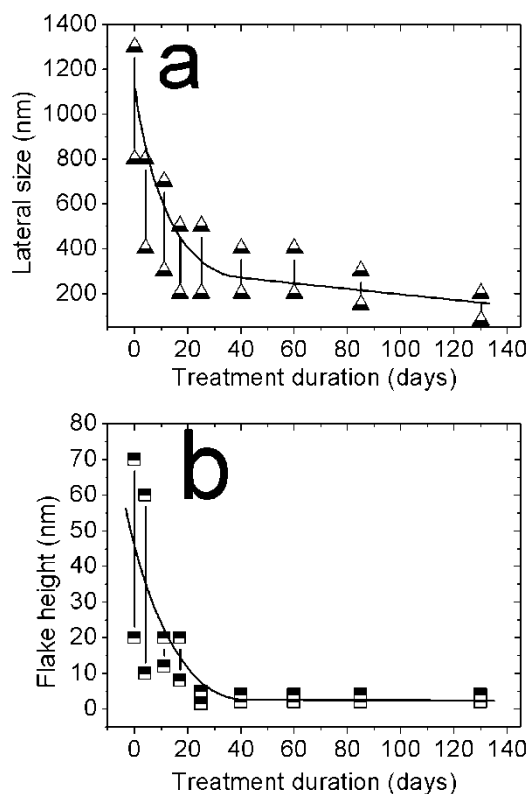 a
1400
1200
1000
800
600
400
200
Lateral size (nm)
0 20 40 60 80 100 120 140
Treatment duration (days)
b
80
70
60
50
40
30
20
10
0
Flake height (nm)
0 20 40 60 80 100 120 140
Treatment duration (days)